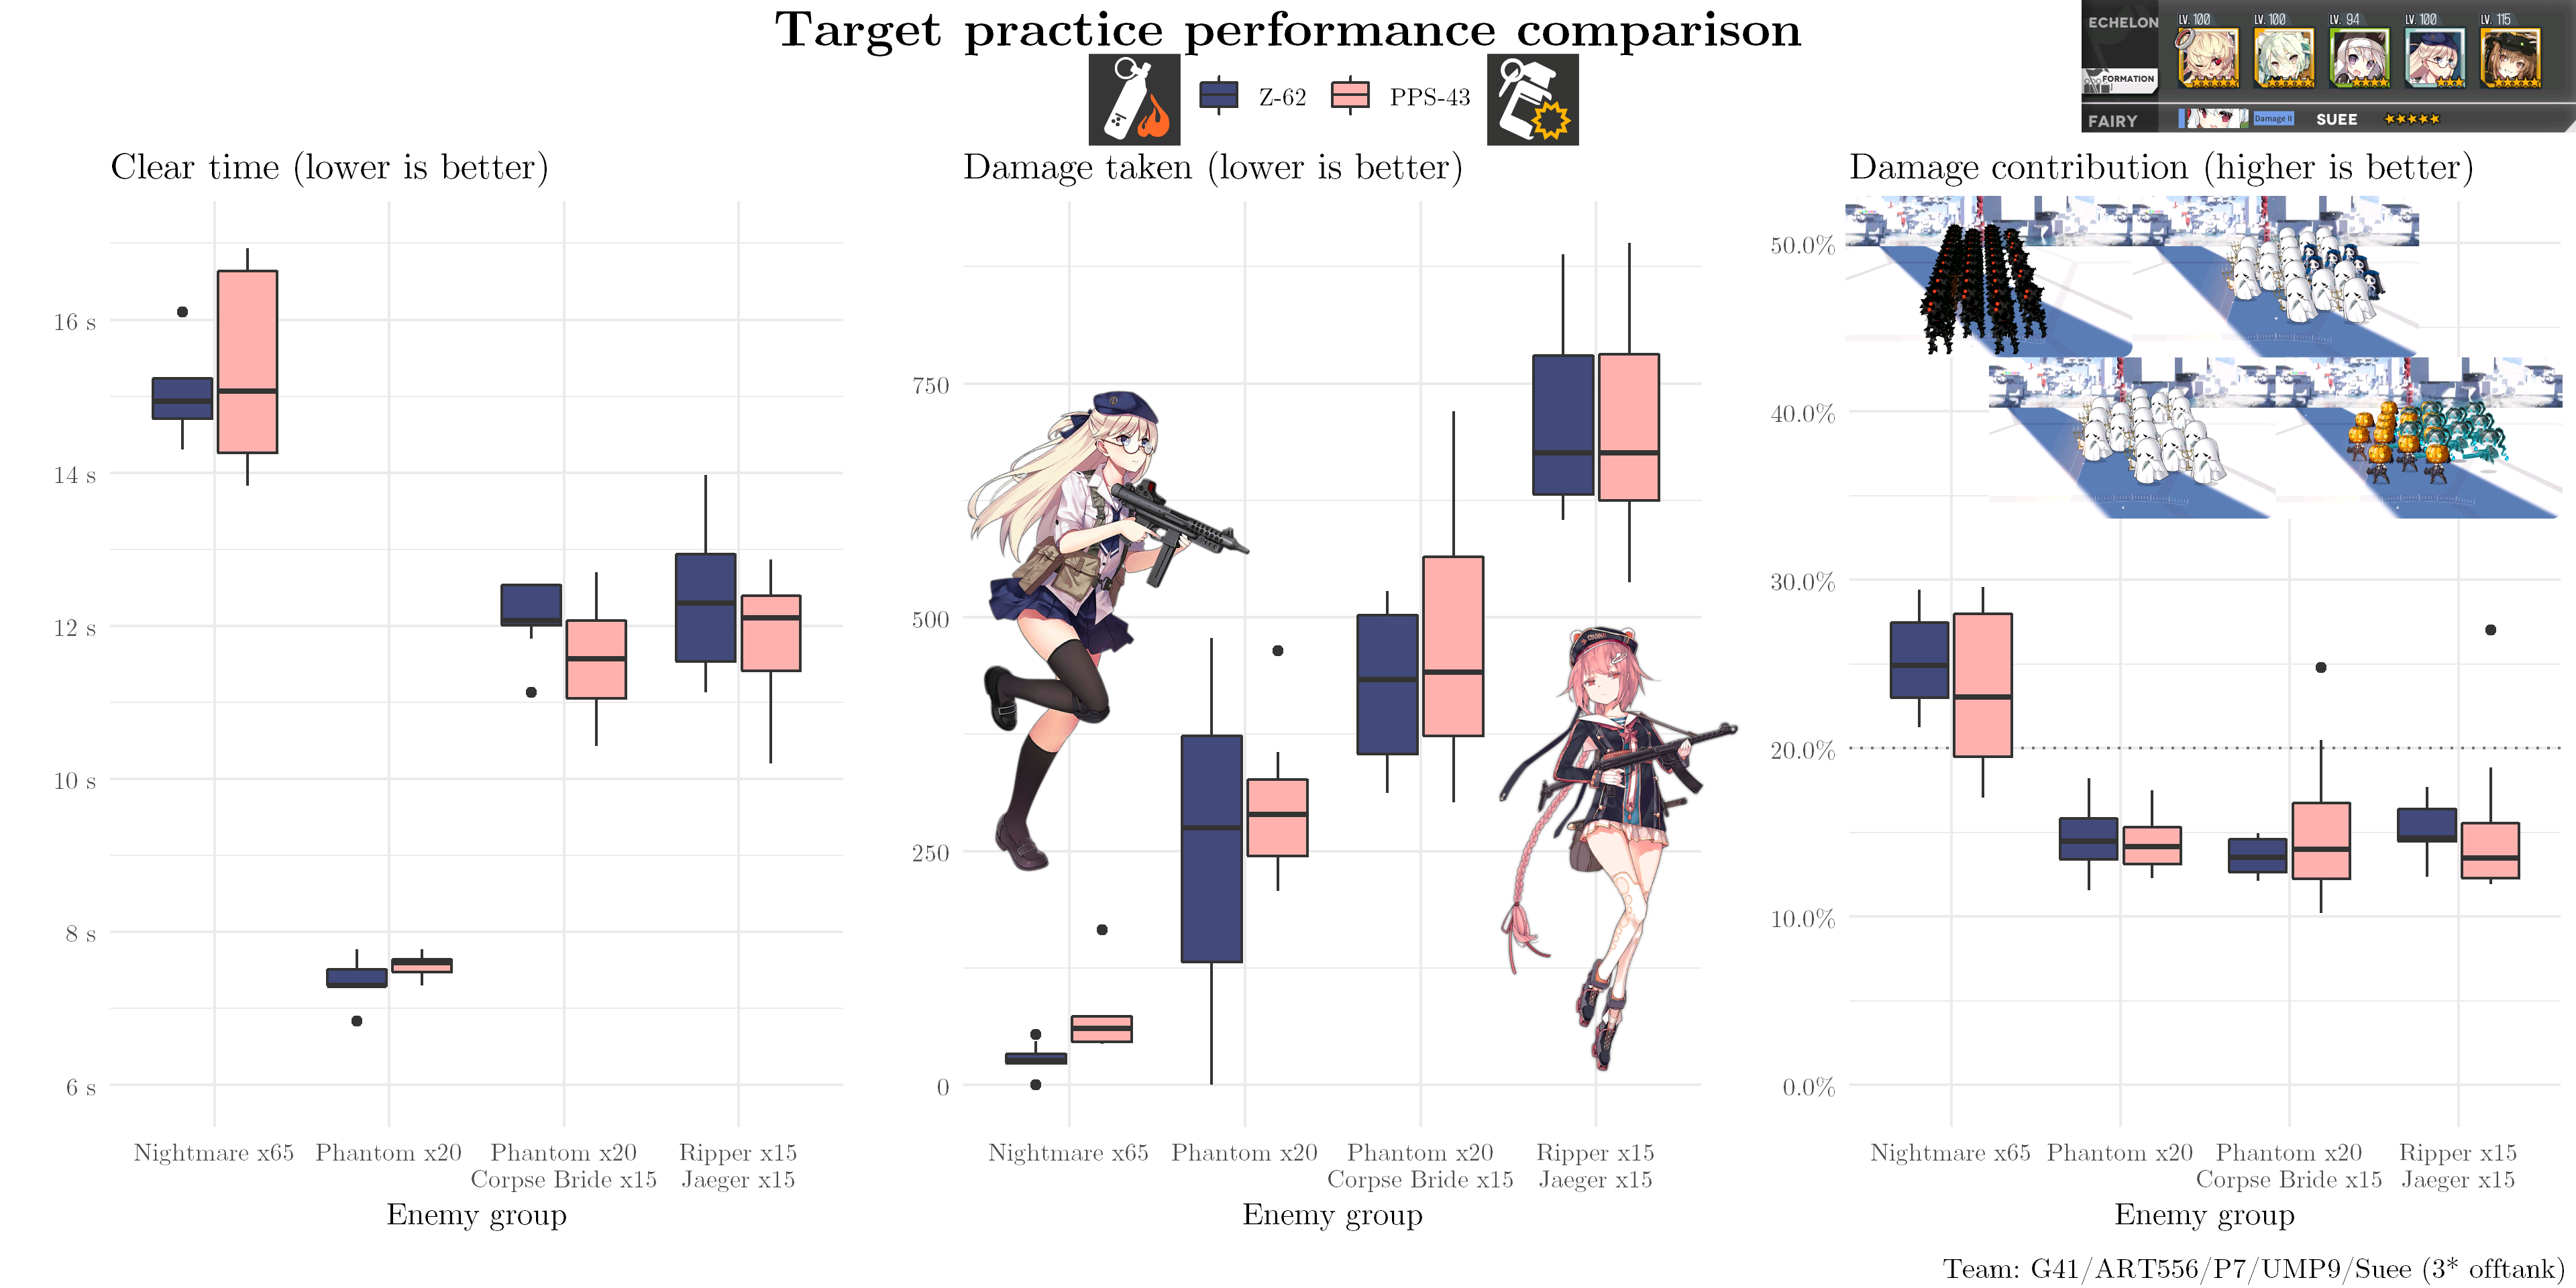 Target practice performance comparison
Z-62
PPS-43
ECHELON
LV. 100
LV. 100
LV. 94
LV. 100
LV. 115
FORMATION
FAIRY
Damage II
SUEE
Clear time (lower is better)
16 s
14 s
12 s
10 s
8 s
6 s
Nightmare x65
Phantom x20
Phantom x20
Corpse Bride x15
Ripper x15
Jaeger x15
Enemy group
Damage taken (lower is better)
750
500
250
0
Nightmare x65
Phantom x20
Phantom x20
Corpse Bride x15
Ripper x15
Jaeger x15
Enemy group
Damage contribution (higher is better)
50.0%
40.0%
30.0%
20.0%
10.0%
0.0%
Nightmare x65
Phantom x20
Phantom x20
Corpse Bride x15
Ripper x15
Jaeger x15
Enemy group
Team: G41/ART556/P7/UMP9/Suee (3* offtank)